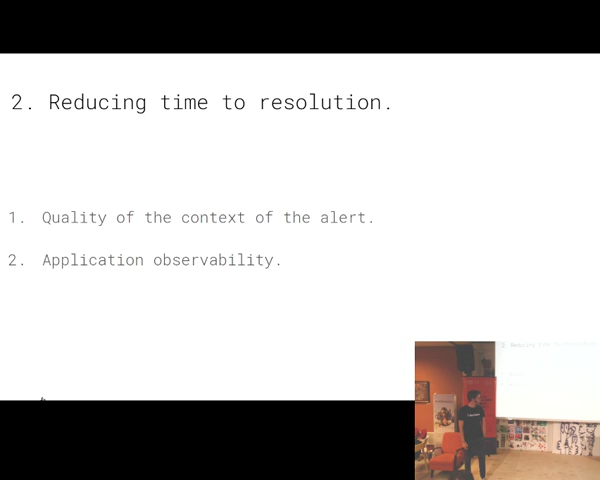 2. Reducing time to resolution.
1. Quality of the context of the alert.
2. Application observability.